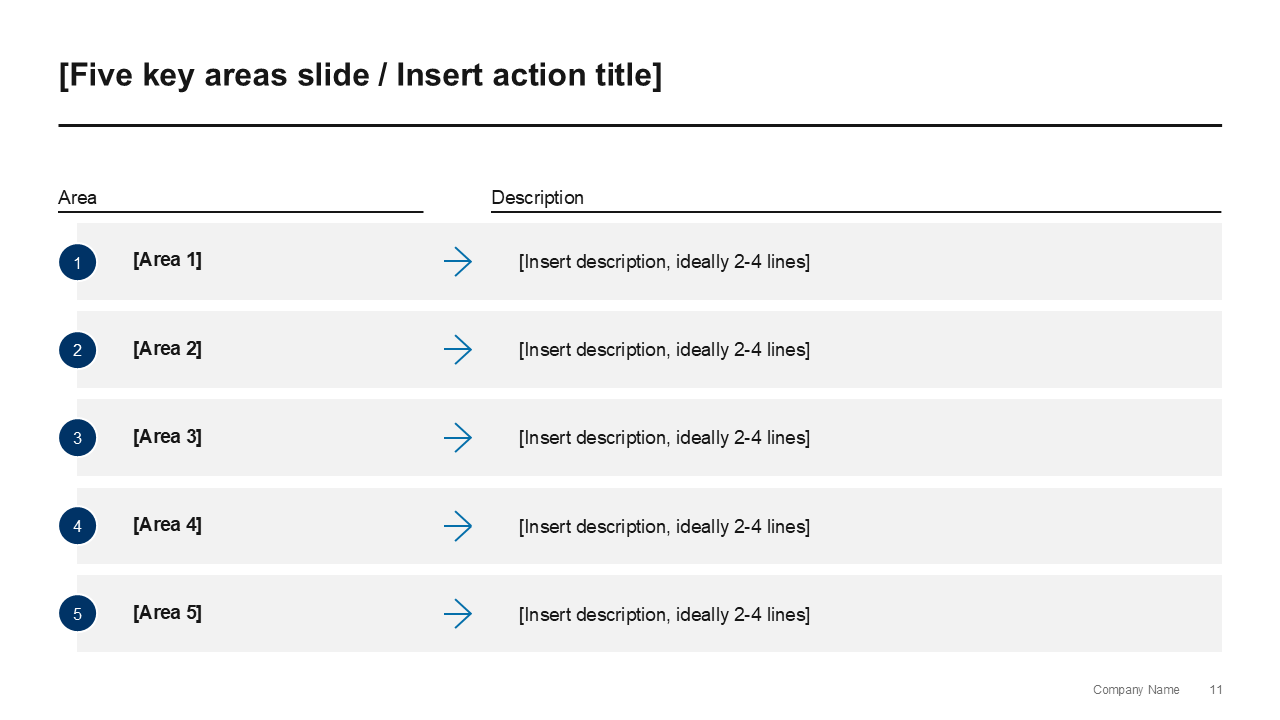 [Five key areas slide / Insert action title]
Area
Description
1
[Area 1]
[Insert description, ideally 2-4 lines]
2
[Area 2]
[Insert description, ideally 2-4 lines]
3
[Area 3]
[Insert description, ideally 2-4 lines]
4
[Area 4]
[Insert description, ideally 2-4 lines]
5
[Area 5]
[Insert description, ideally 2-4 lines]
Company Name
11